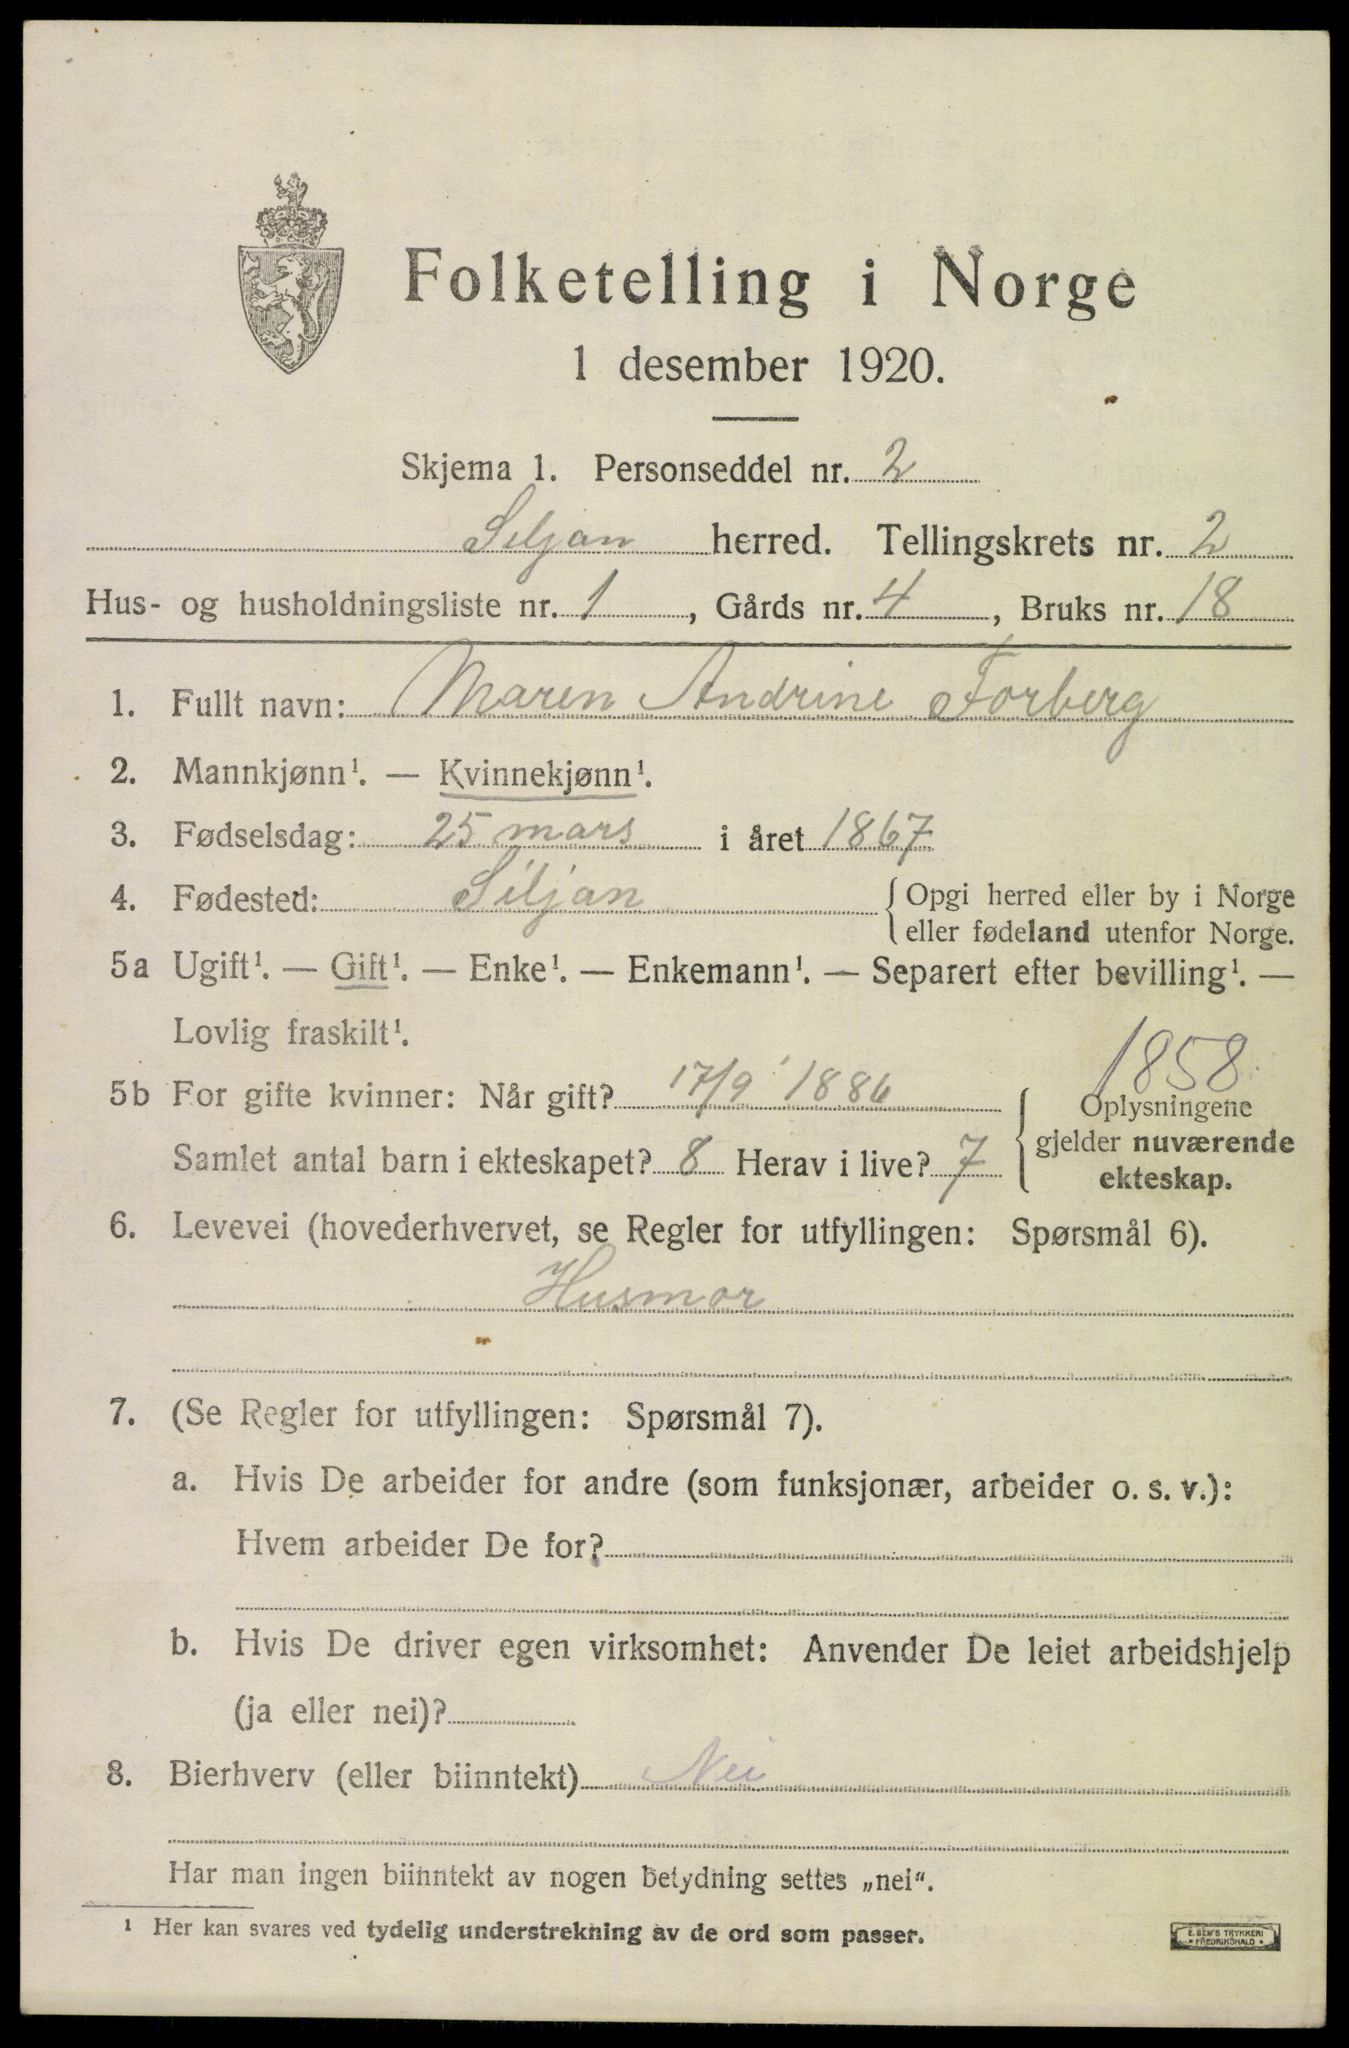 Folketelling i Norge
1 desember 1920.
Skjema 1. Personseddel nr. 2
Siljan herred. Tellingskrets nr. 2
Hus- og husholdningsliste nr. 1, Gårds nr. 4, Bruks nr. 18
1. Fullt navn: Maren Andrine Forberg
2. Mannkjønn¹. — Kvinnekjønn¹.
3. Fødselsdag: 25 mars i året 1867
4. Fødested: Siljan { Opgi herred eller by i Norge
eller fødeland utenfor Norge.
5a Ugift¹. — Gift¹. — Enke¹. — Enkemann¹. — Separert efter bevilling¹. —
Lovlig fraskilt¹.
1858.
5b For gifte kvinner: Når gift? 17/9 1886 { Oplysningene
gjelder nuværende
Samlet antal barn i ekteskapet? 8 Herav i live? 7
ekteskap.
6. Levevei (hovederhvervet, se Regler for utfyllingen: Spørsmål 6).
Husmor
7. (Se Regler for utfyllingen: Spørsmål 7).
a. Hvis De arbeider for andre (som funksjonær, arbeider o. s. v.):
Hvem arbeider De for?
b. Hvis De driver egen virksomhet: Anvender De leiet arbeidshjelp
(ja eller nei)?
8. Bierhverv (eller biinntekt) Nei
Har man ingen biinntekt av nogen betydning settes „nei“.
¹ Her kan svares ved tydelig understrekning av de ord som passer.
E. SEM'S TRYKKERI
• FREDRIKSHALD •